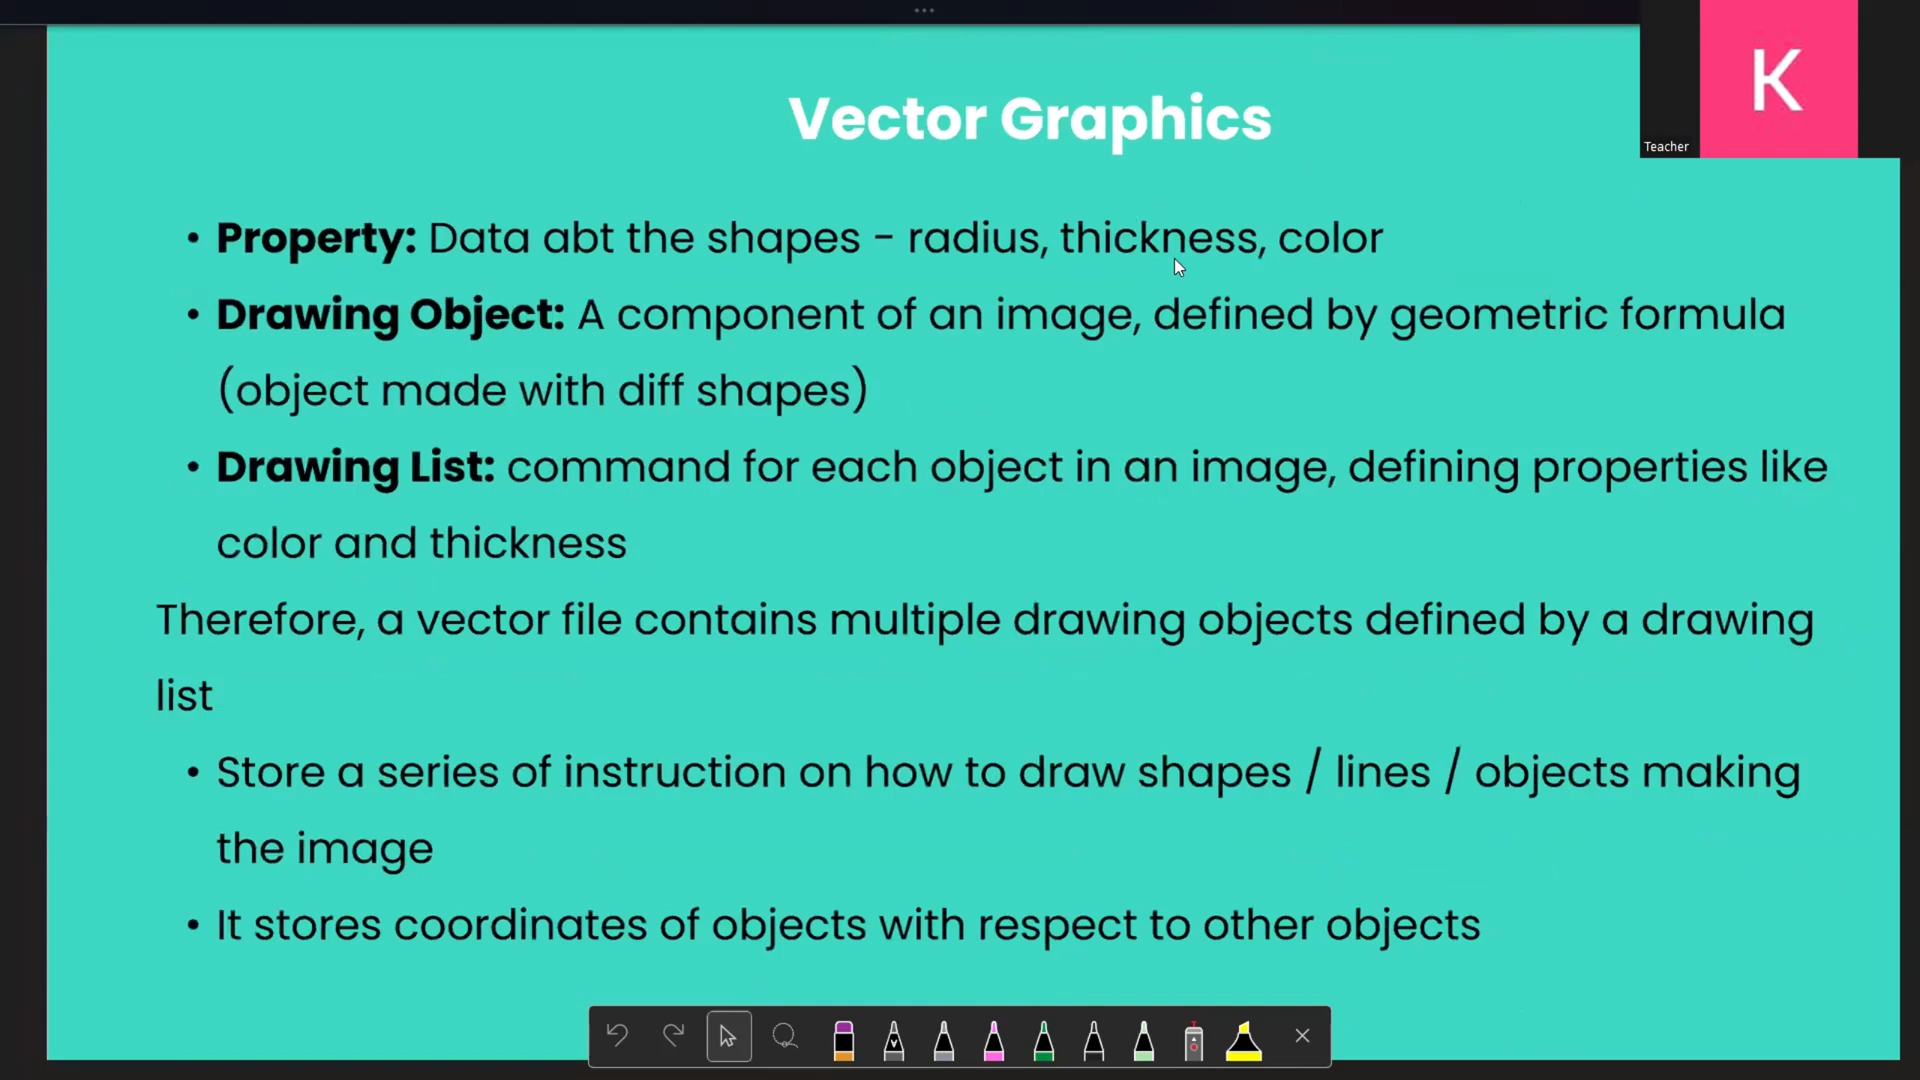 Vector Graphics
K
Teacher
• Property: Data abt the shapes - radius, thickness, color
• Drawing Object: A component of an image, defined by geometric formula
(object made with diff shapes)
• Drawing List: command for each object in an image, defining properties like
color and thickness
Therefore, a vector file contains multiple drawing objects defined by a drawing
list
• Store a series of instruction on how to draw shapes / lines / objects making
the image
• It stores coordinates of objects with respect to other objects